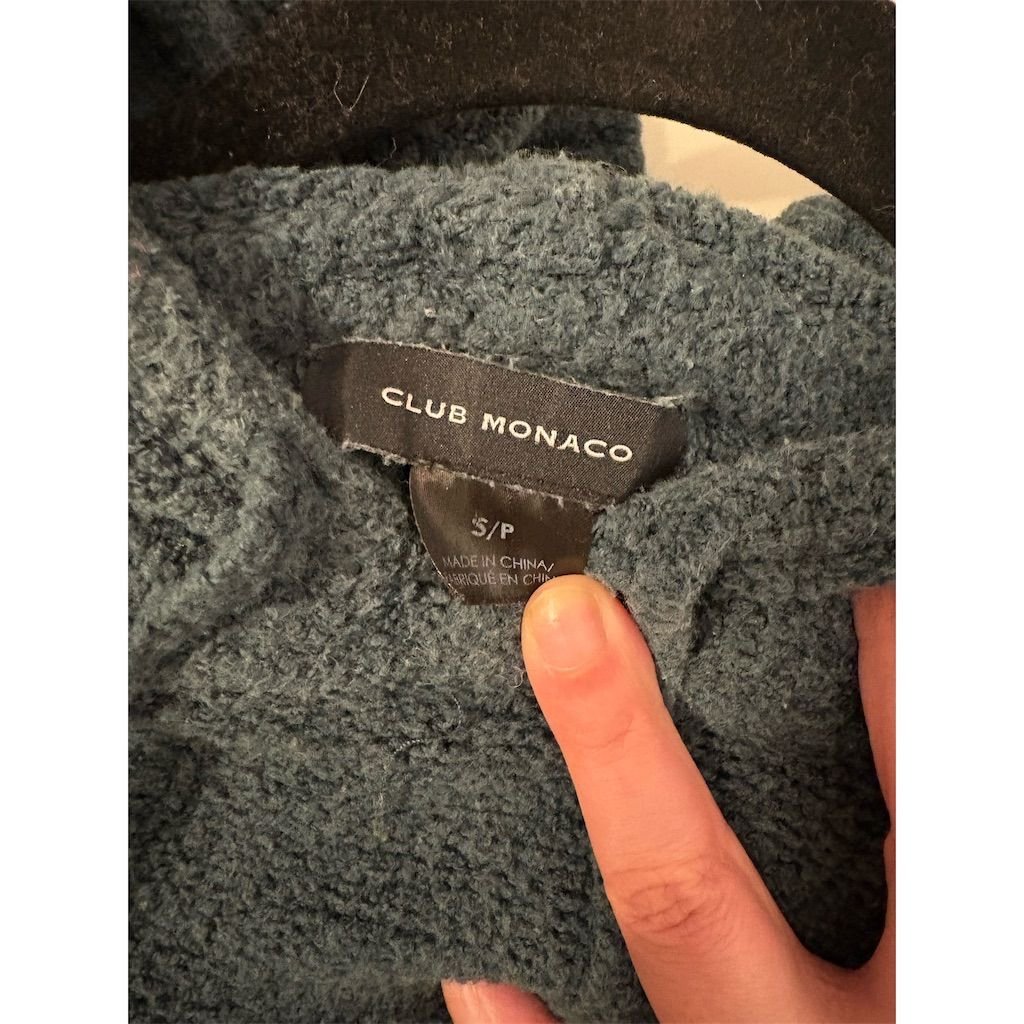 CLUB MONACO
S/P
MADE IN CHINA/
EN